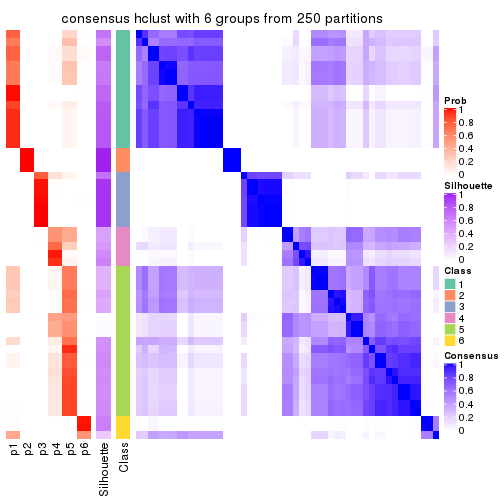 consensus hclust with 6 groups from 250 partitions
Prob
1
0.8
0.6
0.4
0.2
0
Silhouette
1
0.8
0.6
0.4
0.2
0
Class
1
2
3
4
5
6
Consensus
1
0.8
0.6
0.4
0.2
0
p1
p2
p3
p4
p5
p6
Silhouette
Class